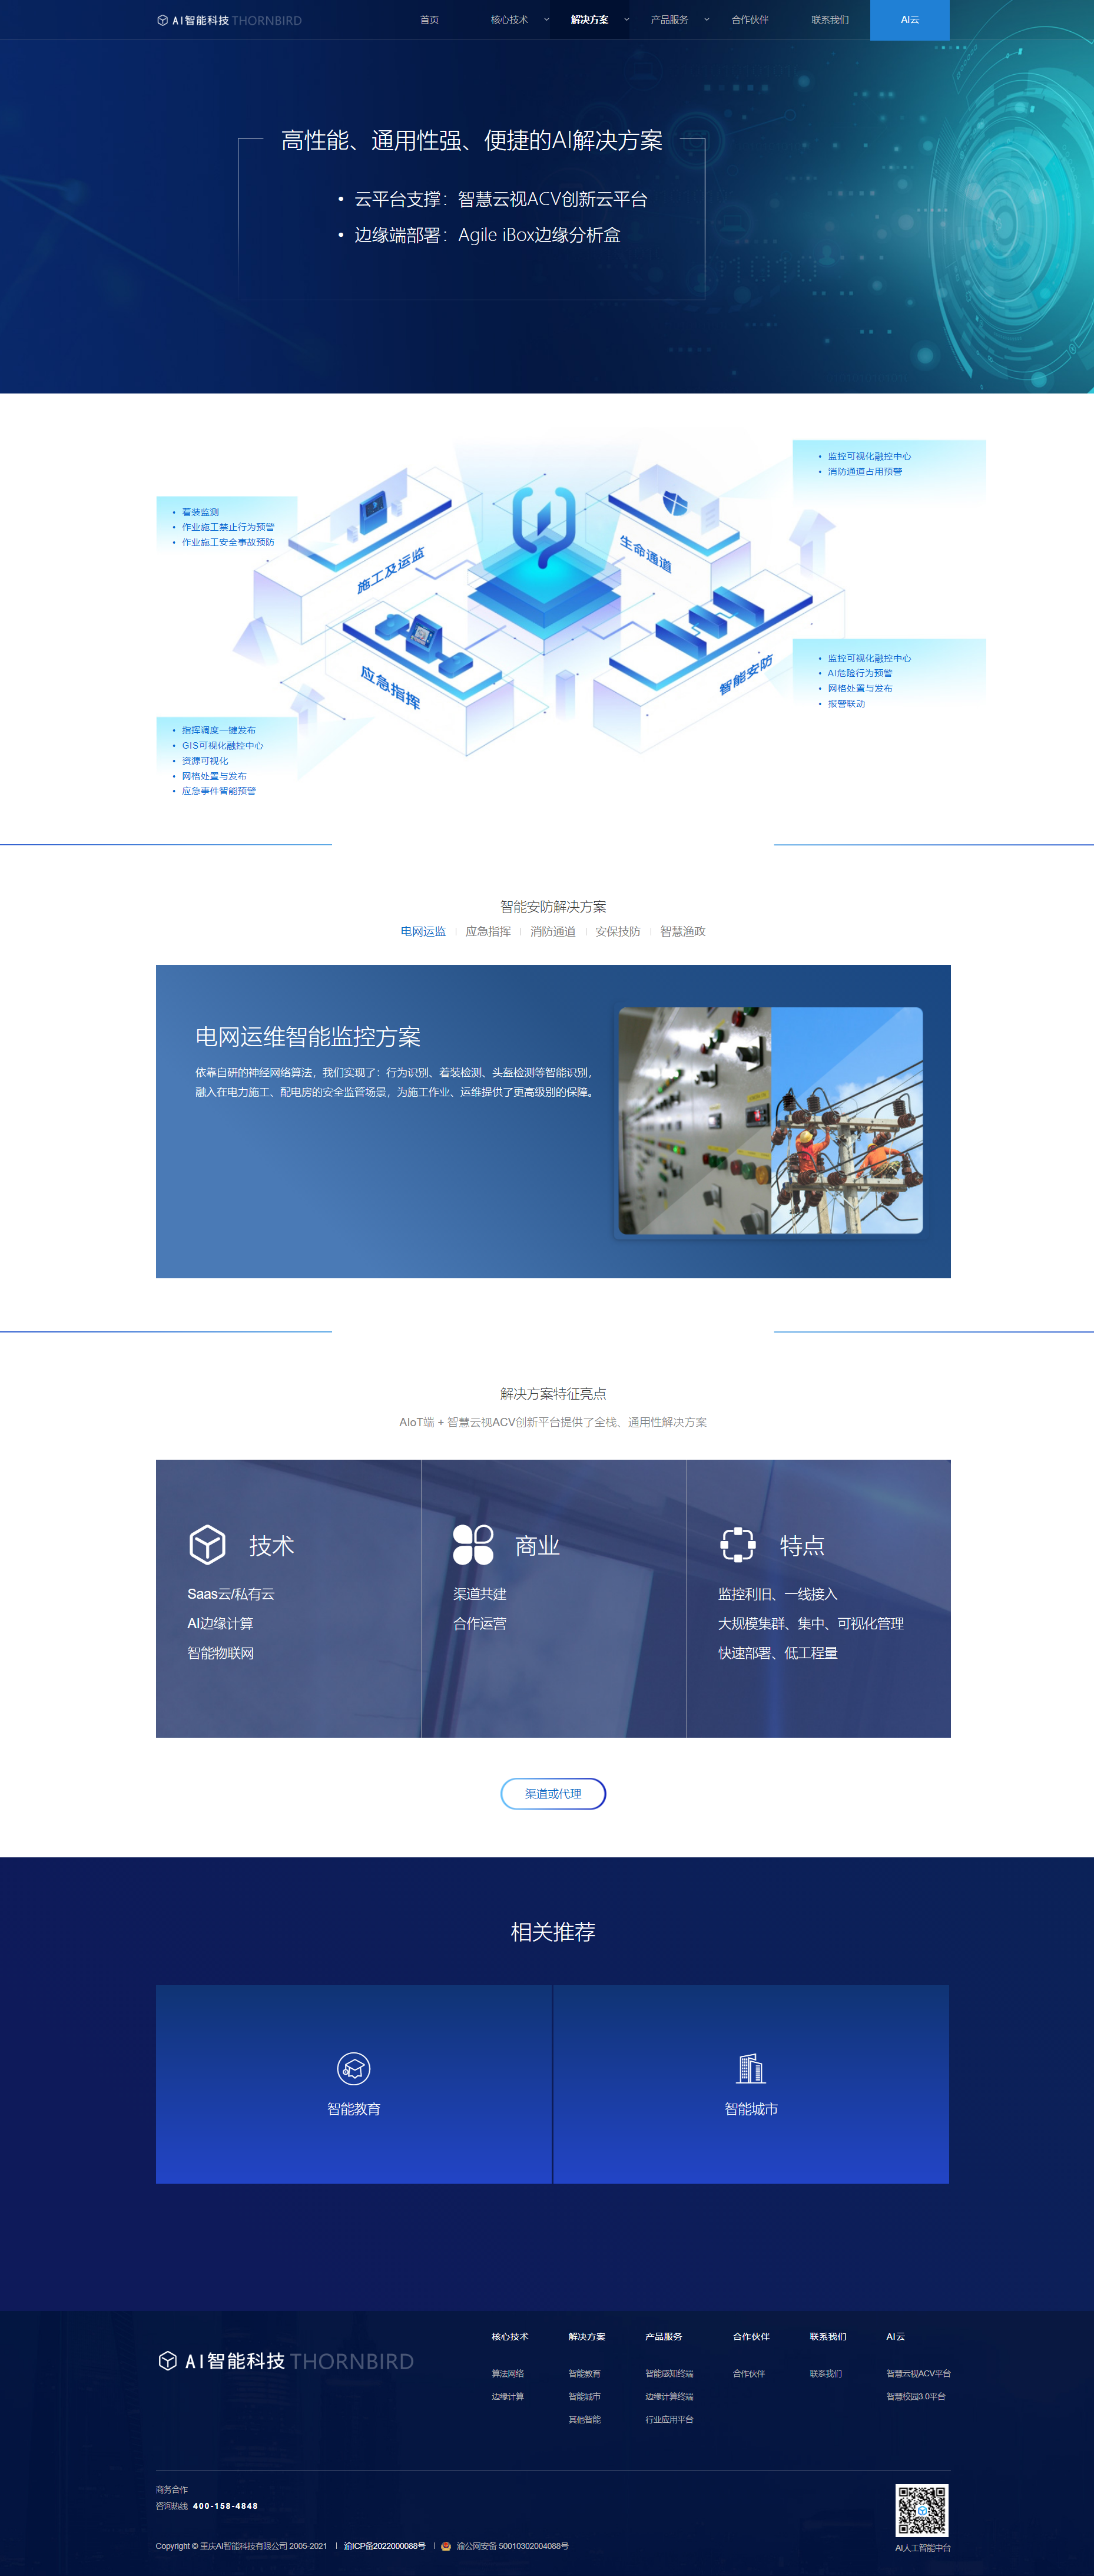 AI智能科技 THORNBIRD
首页
核心技术
解决方案
产品服务
合作伙伴
联系我们
AI云
高性能、通用性强、便捷的AI解决方案
• 云平台支撑：智慧云视ACV创新云平台
• 边缘端部署：Agile iBox边缘分析盒
• 监控可视化融控中心
• 消防通道占用预警
• 着装监测
• 作业施工禁止行为预警
• 作业施工安全事故预防
施工及运监
生命通道
应急指挥
智能安防
• 监控可视化融控中心
• AI危险行为预警
• 网格处置与发布
• 报警联动
• 指挥调度一键发布
• GIS可视化融控中心
• 资源可视化
• 网格处置与发布
• 应急事件智能预警
智能安防解决方案
电网运监 | 应急指挥 | 消防通道 | 安保技防 | 智慧渔政
电网运维智能监控方案
依靠自研的神经网络算法，我们实现了：行为识别、着装检测、头盔检测等智能识别，
融入在电力施工、配电房的安全监管场景，为施工作业、运维提供了更高级别的保障。
解决方案特征亮点
AIoT端 + 智慧云视ACV创新平台提供了全栈、通用性解决方案
技术
Saas云/私有云
AI边缘计算
智能物联网
商业
渠道共建
合作运营
特点
监控利旧、一线接入
大规模集群、集中、可视化管理
快速部署、低工程量
渠道或代理
相关推荐
智能教育
智能城市
AI智能科技 THORNBIRD
核心技术
算法网络
边缘计算
解决方案
智能教育
智能城市
其他智能
产品服务
智能感知终端
边缘计算终端
行业应用平台
合作伙伴
合作伙伴
联系我们
联系我们
AI云
智慧云视ACV平台
智慧校园3.0平台
商务合作
咨询热线 400-158-4848
AI人工智能中台
Copyright © 重庆AI智能科技有限公司 2005-2021 | 渝ICP备2022000088号 | 渝公网安备 50010302004088号